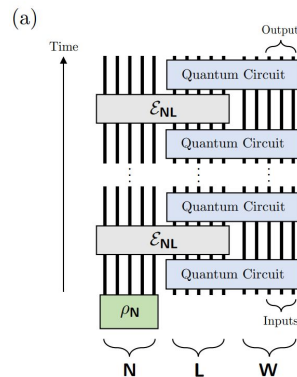 (a)
Time
Output
Quantum Circuit
ℰNL
Quantum Circuit
Quantum Circuit
ℰNL
Quantum Circuit
ρN
Inputs
N L W